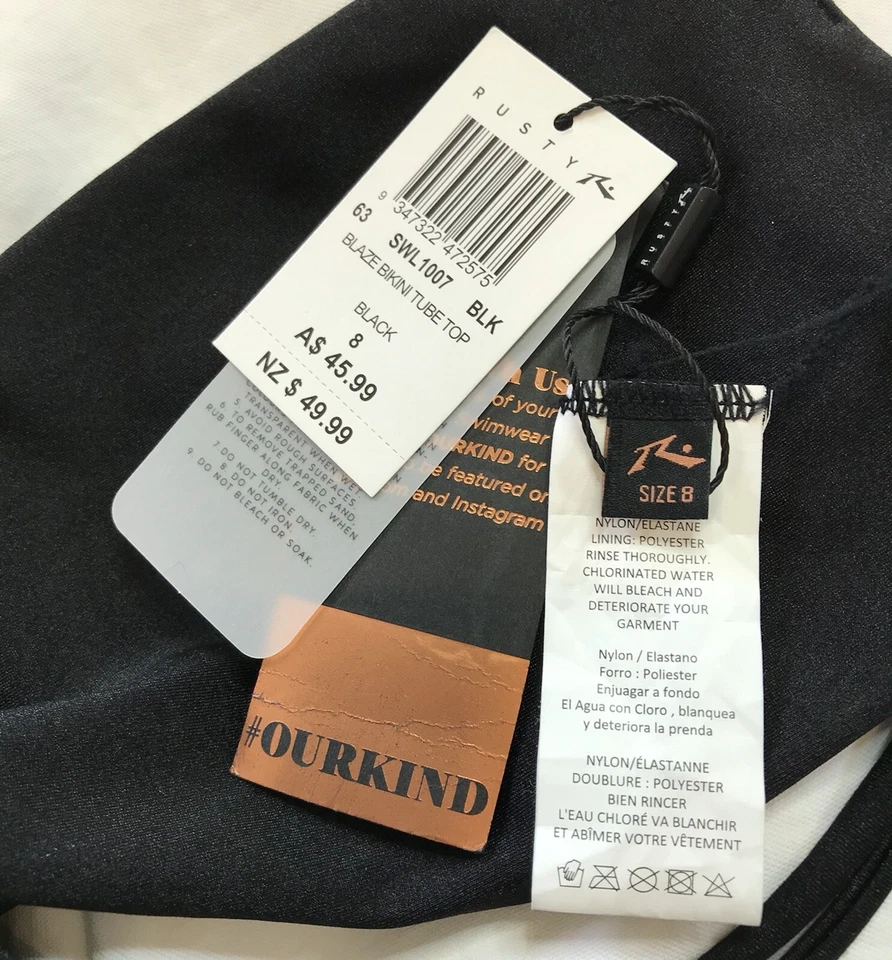 RUSTY
9 347322 472575
63 SWL1007 BLK
BLAZE BIKINI TUBE TOP
BLACK
8
A$ 45.99
NZ $ 49.99
TRANSPARENT WHEN WET.
5. AVOID ROUGH SURFACES.
6. TO REMOVE TRAPPED SAND,
RUB FINGER ALONG FABRIC WHEN
DRY.
7. DO NOT TUMBLE DRY.
8. DO NOT IRON.
9. DO NOT BLEACH OR SOAK.
Us
of your
wimwear
URKIND for
be featured or
and Instagram
#OURKIND
SIZE 8
NYLON/ELASTANE
LINING: POLYESTER
RINSE THOROUGHLY.
CHLORINATED WATER
WILL BLEACH AND
DETERIORATE YOUR
GARMENT
Nylon / Elastano
Forro : Poliester
Enjuagar a fondo
El Agua con Cloro , blanquea
y deteriora la prenda
NYLON/ÉLASTANNE
DOUBLURE : POLYESTER
BIEN RINCER
L'EAU CHLORÉ VA BLANCHIR
ET ABÎMER VOTRE VÊTEMENT